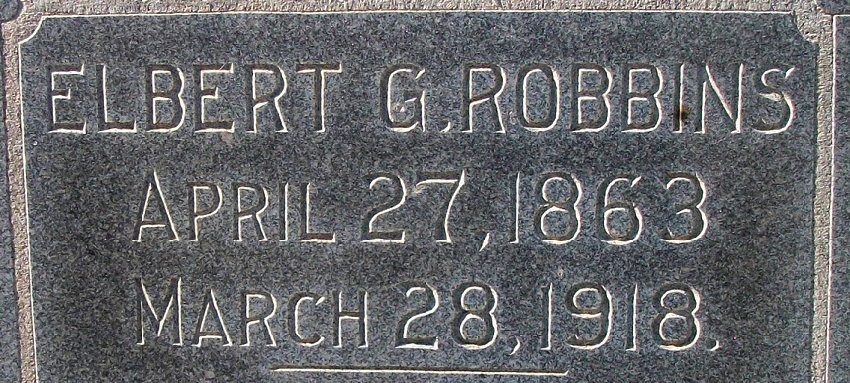 ELBERT G. ROBBINS
APRIL 27, 1863
MARCH 28, 1918.